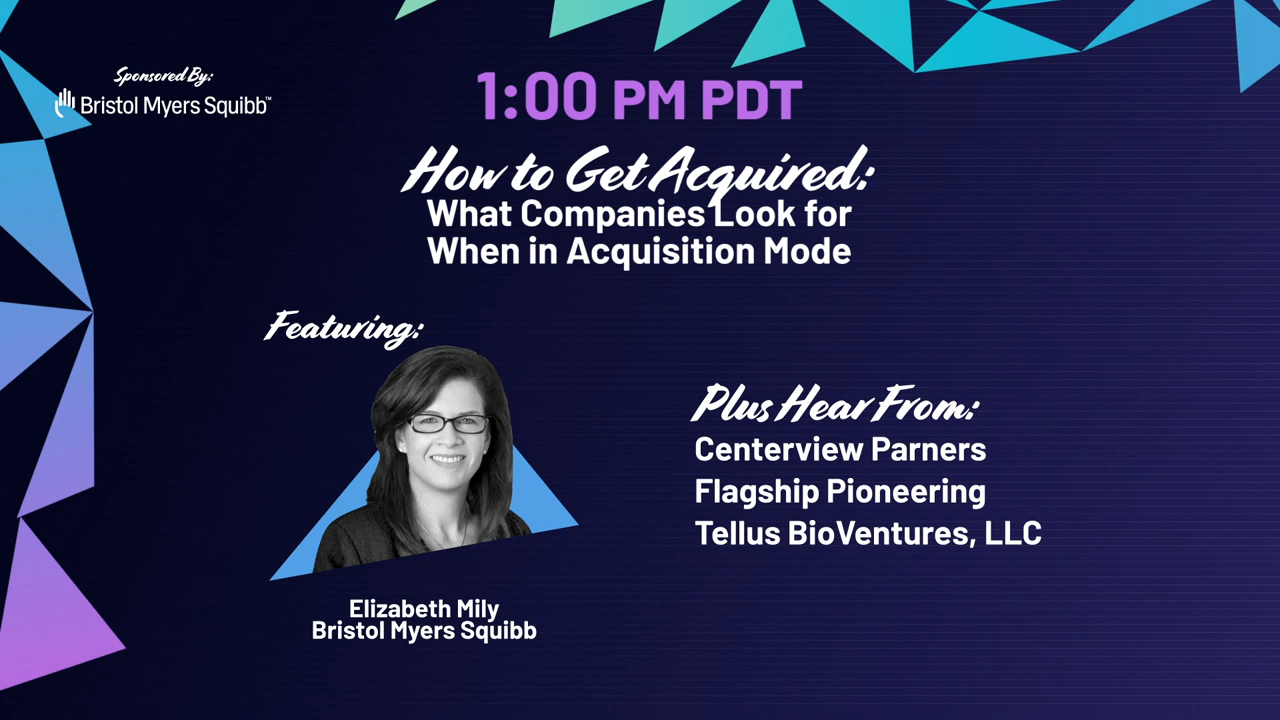 Sponsored By:
Bristol Myers Squibb™
1:00 PM PDT
How to Get Acquired:
What Companies Look for
When in Acquisition Mode
Featuring:
Elizabeth Mily
Bristol Myers Squibb
Plus Hear From:
Centerview Parners
Flagship Pioneering
Tellus BioVentures, LLC